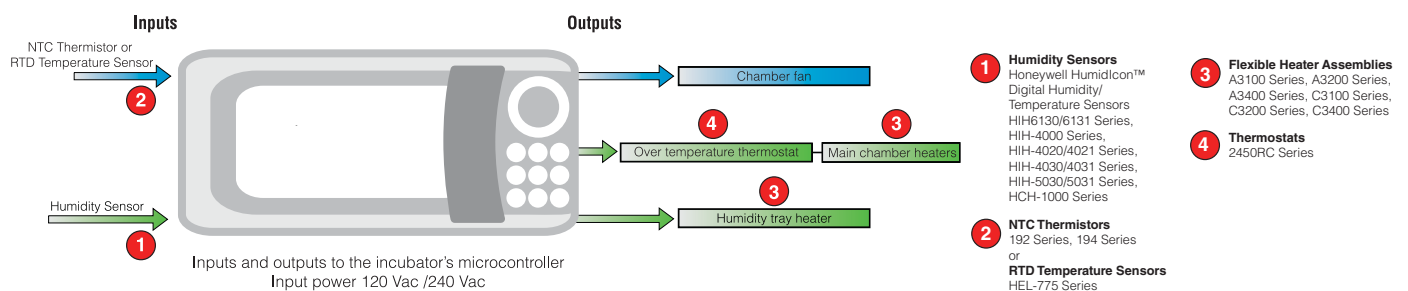 Inputs
Outputs
NTC Thermistor or
RTD Temperature Sensor
2
Humidity Sensor
1
Chamber fan
4
3
Over temperature thermostat
Main chamber heaters
3
Humidity tray heater
Inputs and outputs to the incubator's microcontroller
Input power 120 Vac /240 Vac
1
Humidity Sensors
Honeywell HumidIcon™
Digital Humidity/
Temperature Sensors
HIH6130/6131 Series,
HIH-4000 Series,
HIH-4020/4021 Series,
HIH-4030/4031 Series,
HIH-5030/5031 Series,
HCH-1000 Series
2
NTC Thermistors
192 Series, 194 Series
or
RTD Temperature Sensors
HEL-775 Series
3
Flexible Heater Assemblies
A3100 Series, A3200 Series,
A3400 Series, C3100 Series,
C3200 Series, C3400 Series
4
Thermostats
2450RC Series